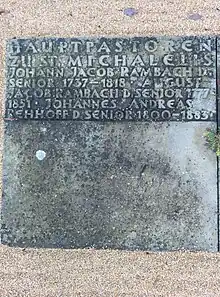 HAUPTPASTOREN
ZU ST. MICHAELIS
JOHANN JACOB RAMBACH D.
SENIOR 1737-1818 · AUGUST
JACOB RAMBACH D. SENIOR 1777-
1851 · JOHANNES ANDREAS
REHHOFF D. SENIOR 1800-1883